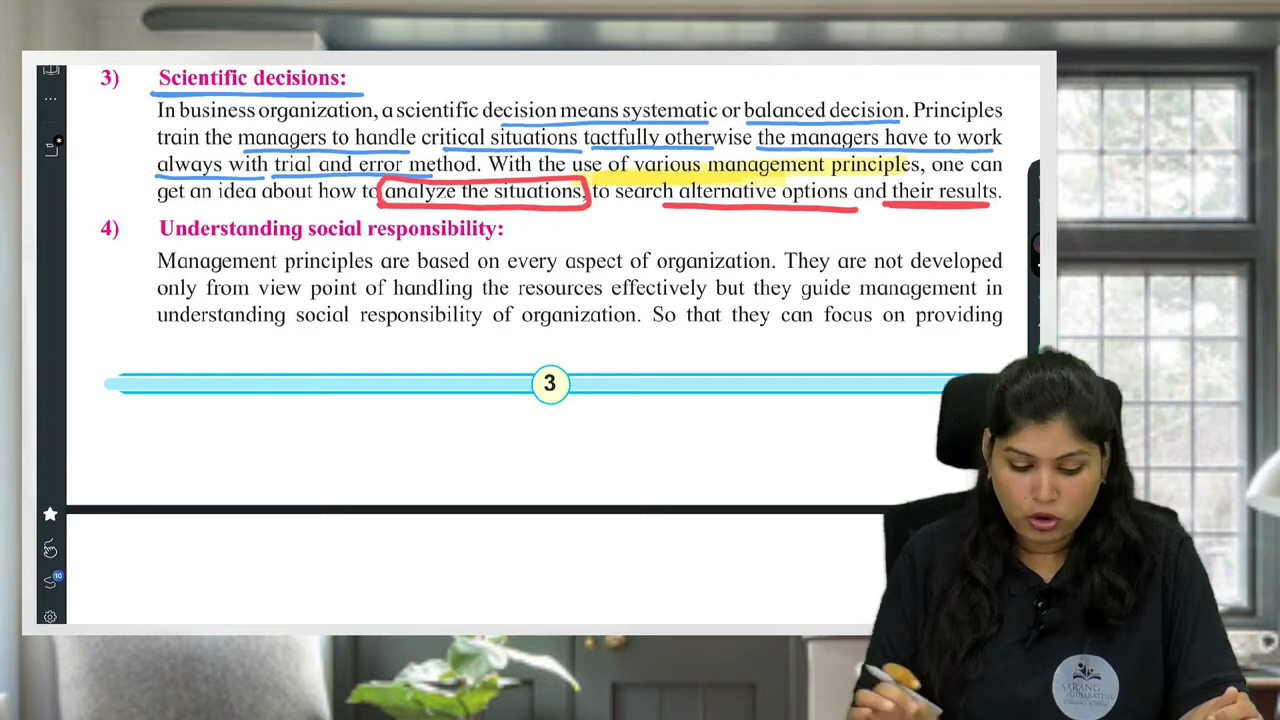 3) Scientific decisions:
In business organization, a scientific decision means systematic or balanced decision. Principles
train the managers to handle critical situations tactfully otherwise the managers have to work
always with trial and error method. With the use of various management principles, one can
get an idea about how to analyze the situations, to search alternative options and their results.
4) Understanding social responsibility:
Management principles are based on every aspect of organization. They are not developed
only from view point of handling the resources effectively but they guide management in
understanding social responsibility of organization. So that they can focus on providing
3
10
SARANG